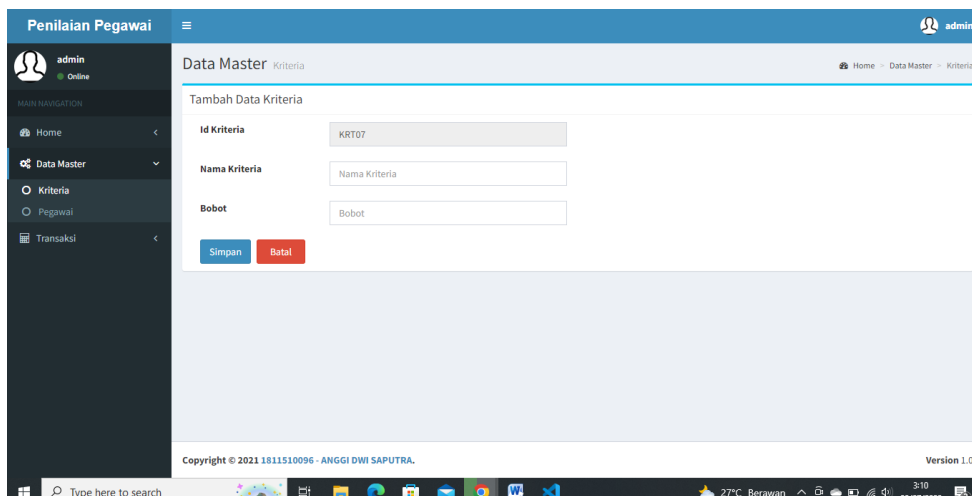 Penilaian Pegawai
admin
admin
Online
Data Master Kriteria
Home > Data Master > Kriteria
MAIN NAVIGATION
Home
Data Master
Kriteria
Pegawai
Transaksi
Tambah Data Kriteria
Id Kriteria
KRT07
Nama Kriteria
Nama Kriteria
Bobot
Bobot
Simpan
Batal
Copyright © 2021 1811510096 - ANGGI DWI SAPUTRA.
Version 1.0
Type here to search
27°C Berawan
3:10